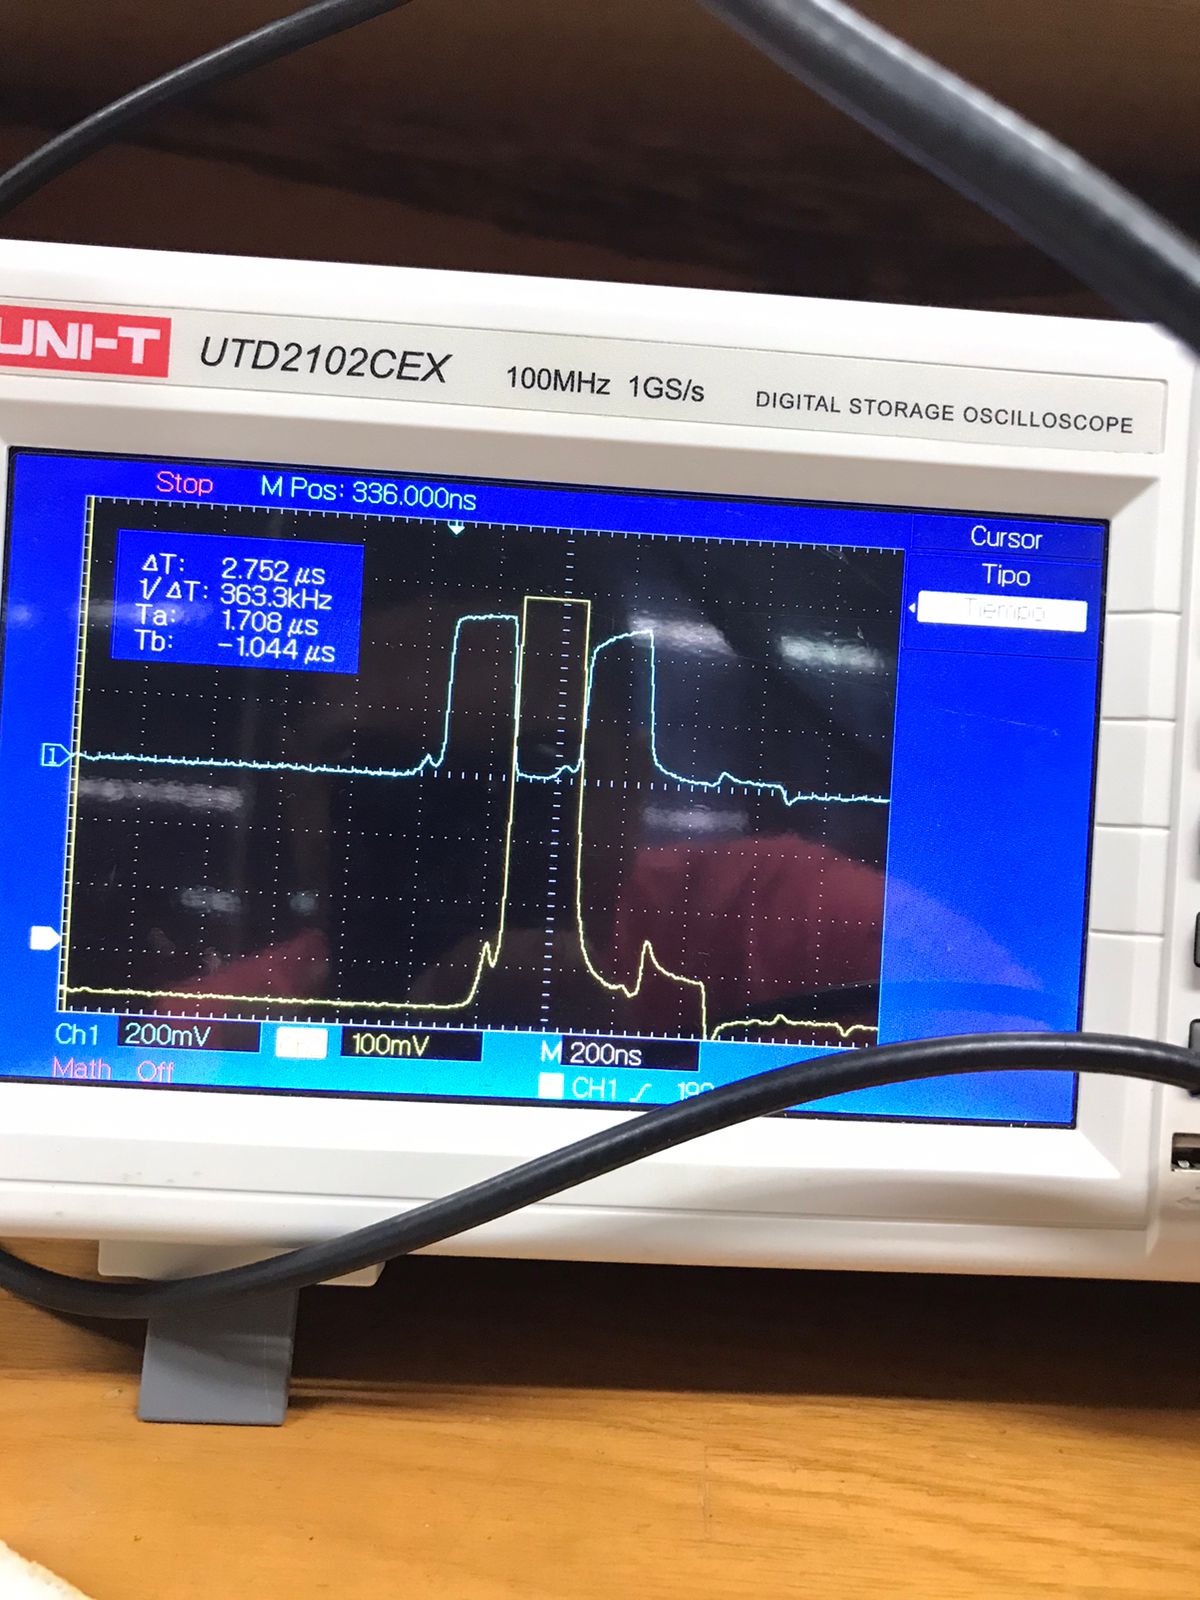 UNI-T UTD2102CEX 100MHz 1GS/s DIGITAL STORAGE OSCILLOSCOPE
Stop M Pos: 336.000ns
Cursor
Tipo
Tiempo
ΔT: 2.752 µs
1/ΔT: 363.3kHz
Ta: 1.708 µs
Tb: -1.044 µs
1
Ch1 200mV 100mV M 200ns
Math Off CH1